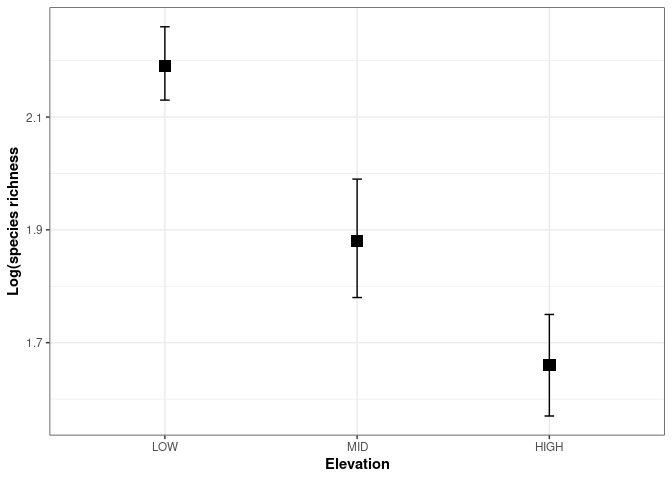 Log(species richness
2.1
1.9
1.7
LOW MID HIGH
Elevation